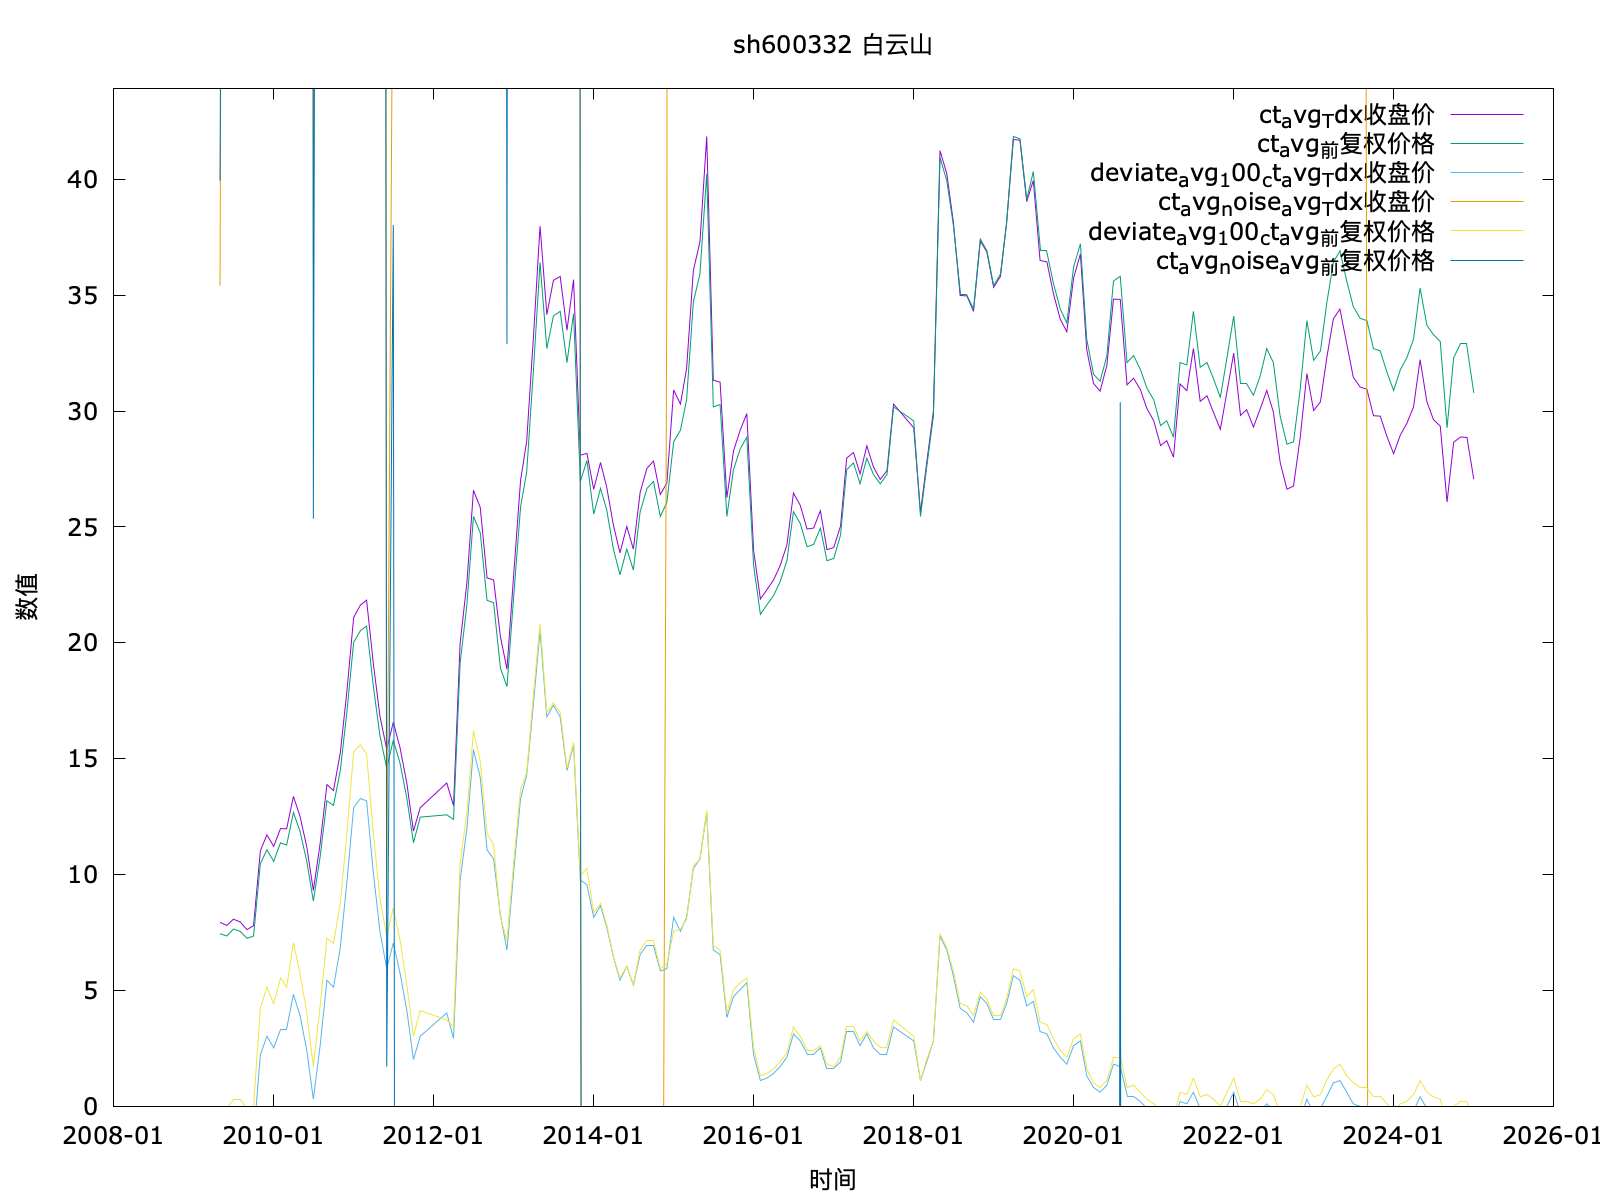 sh600332 白云山
ct_avg_Tdx收盘价
ct_avg_前复权价格
deviate_avg_100_ct_avg_Tdx收盘价
ct_avg_noise_avg_Tdx收盘价
deviate_avg_100_ct_avg_前复权价格
ct_avg_noise_avg_前复权价格
40
35
30
25
20
15
10
5
0
数值
2008-01 2010-01 2012-01 2014-01 2016-01 2018-01 2020-01 2022-01 2024-01 2026-01
时间